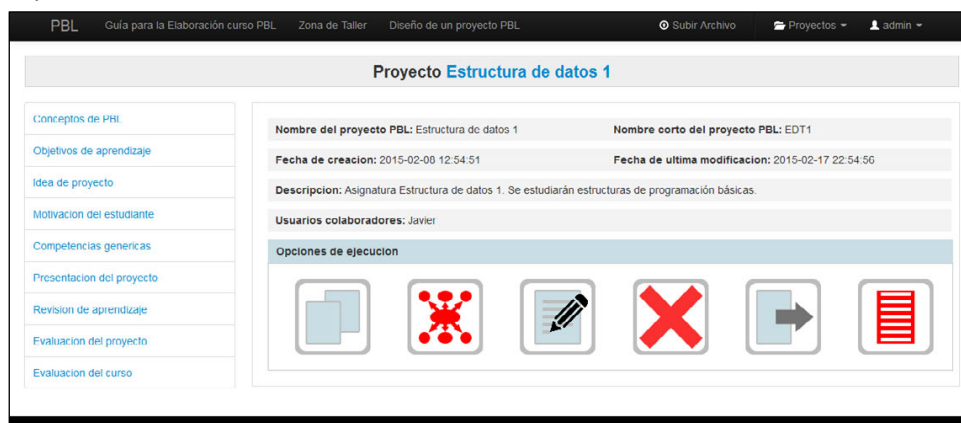 PBL Guía para la Elaboración curso PBL Zona de Taller Diseño de un proyecto PBL Subir Archivo Proyectos admin
Proyecto Estructura de datos 1
Conceptos de PBL
Objetivos de aprendizaje
Idea de proyecto
Motivacion del estudiante
Competencias genericas
Presentacion del proyecto
Revision de aprendizaje
Evaluacion del proyecto
Evaluacion del curso
Nombre del proyecto PBL: Estructura de datos 1 Nombre corto del proyecto PBL: EDT1
Fecha de creacion: 2015-02-08 12:54:51 Fecha de ultima modificacion: 2015-02-17 22:54:56
Descripcion: Asignatura Estructura de datos 1. Se estudiarán estructuras de programación básicas.
Usuarios colaboradores: Javier
Opciones de ejecucion